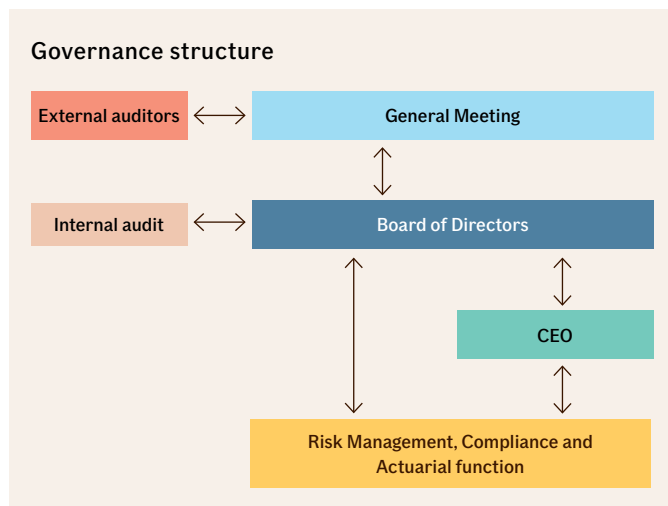 Governance structure
External auditors
General Meeting
Internal audit
Board of Directors
CEO
Risk Management, Compliance and
Actuarial function